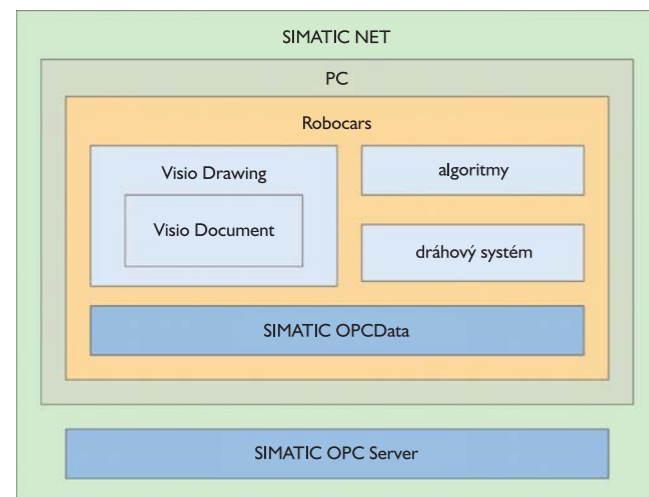 SIMATIC NET
PC
Robocars
Visio Drawing
Visio Document
algoritmy
dráhový systém
SIMATIC OPCData
SIMATIC OPC Server